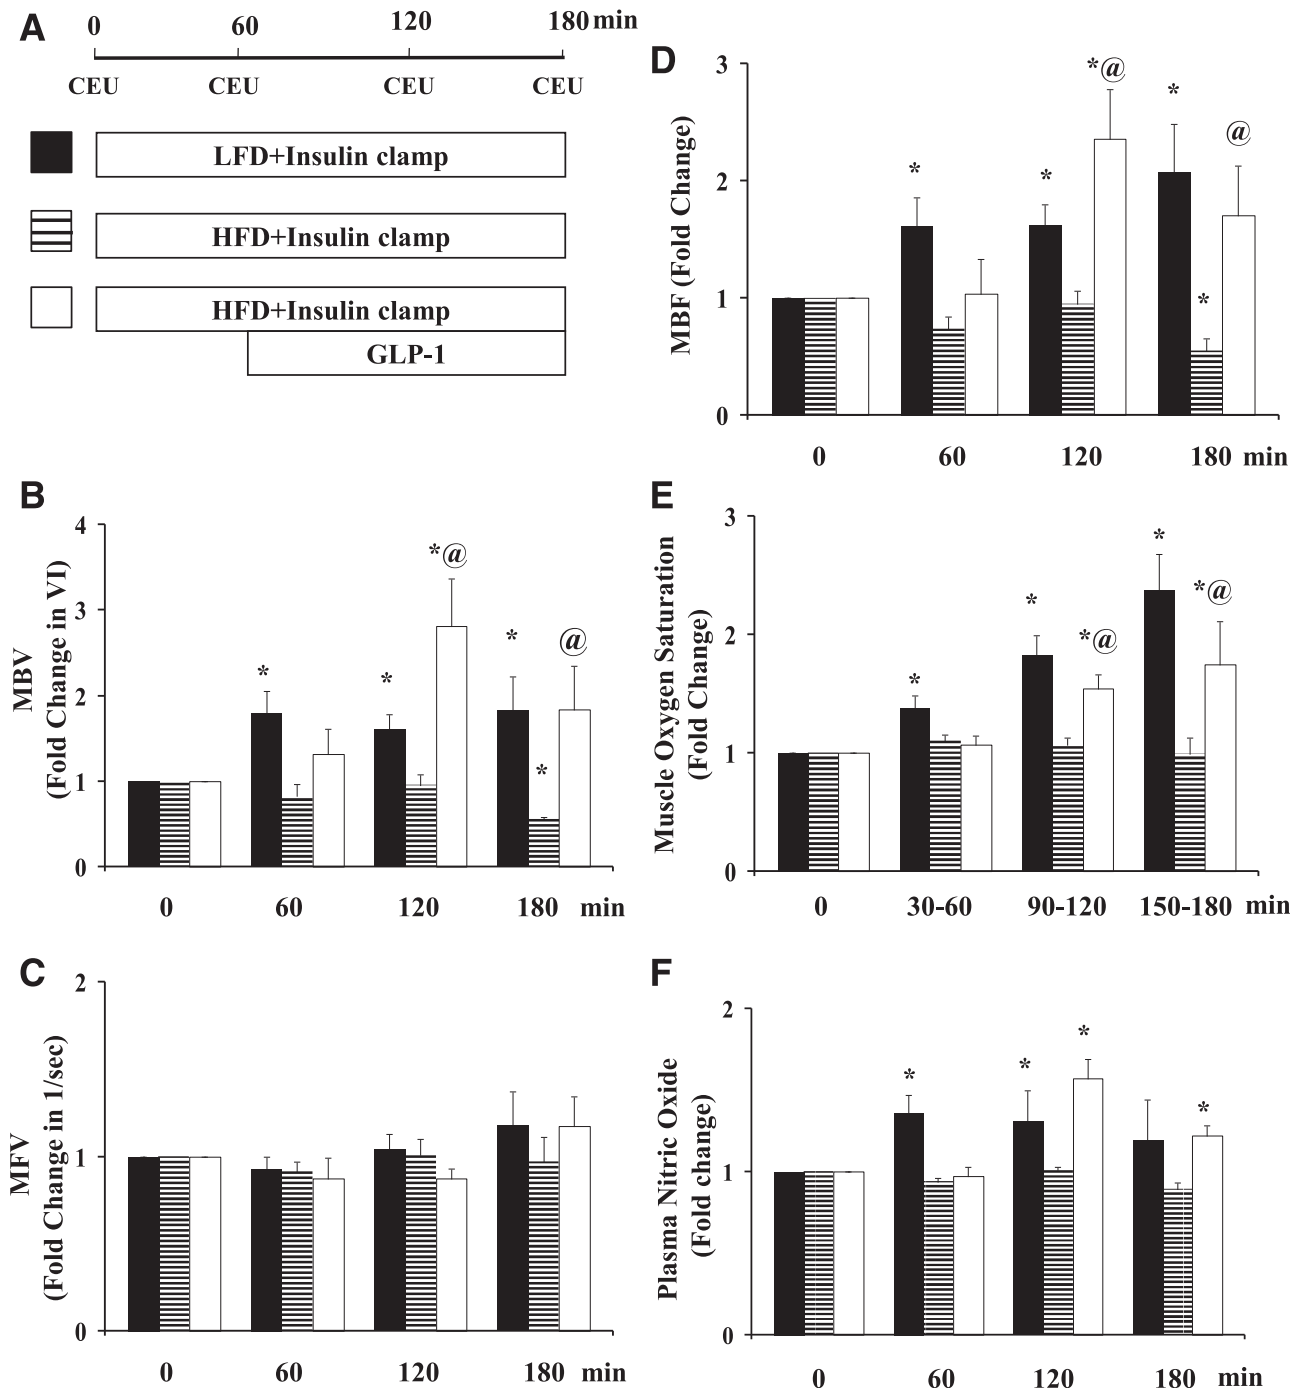 A
0 60 120 180 min
CEU CEU CEU CEU
LFD+Insulin clamp
HFD+Insulin clamp
HFD+Insulin clamp
GLP-1
B
MBV
(Fold Change in VI)
4
3
2
1
0
*
*
*@
*
*
@
0 60 120 180 min
C
MFV
(Fold Change in 1/sec)
2
1
0
0 60 120 180 min
D
MBF (Fold Change)
3
2
1
0
*
*
*@
*
*
@
0 60 120 180 min
E
Muscle Oxygen Saturation
(Fold Change)
3
2
1
0
*
*
*@
*
*@
0 30-60 90-120 150-180 min
F
Plasma Nitric Oxide
(Fold change)
2
1
0
*
*
*
*
0 60 120 180 min